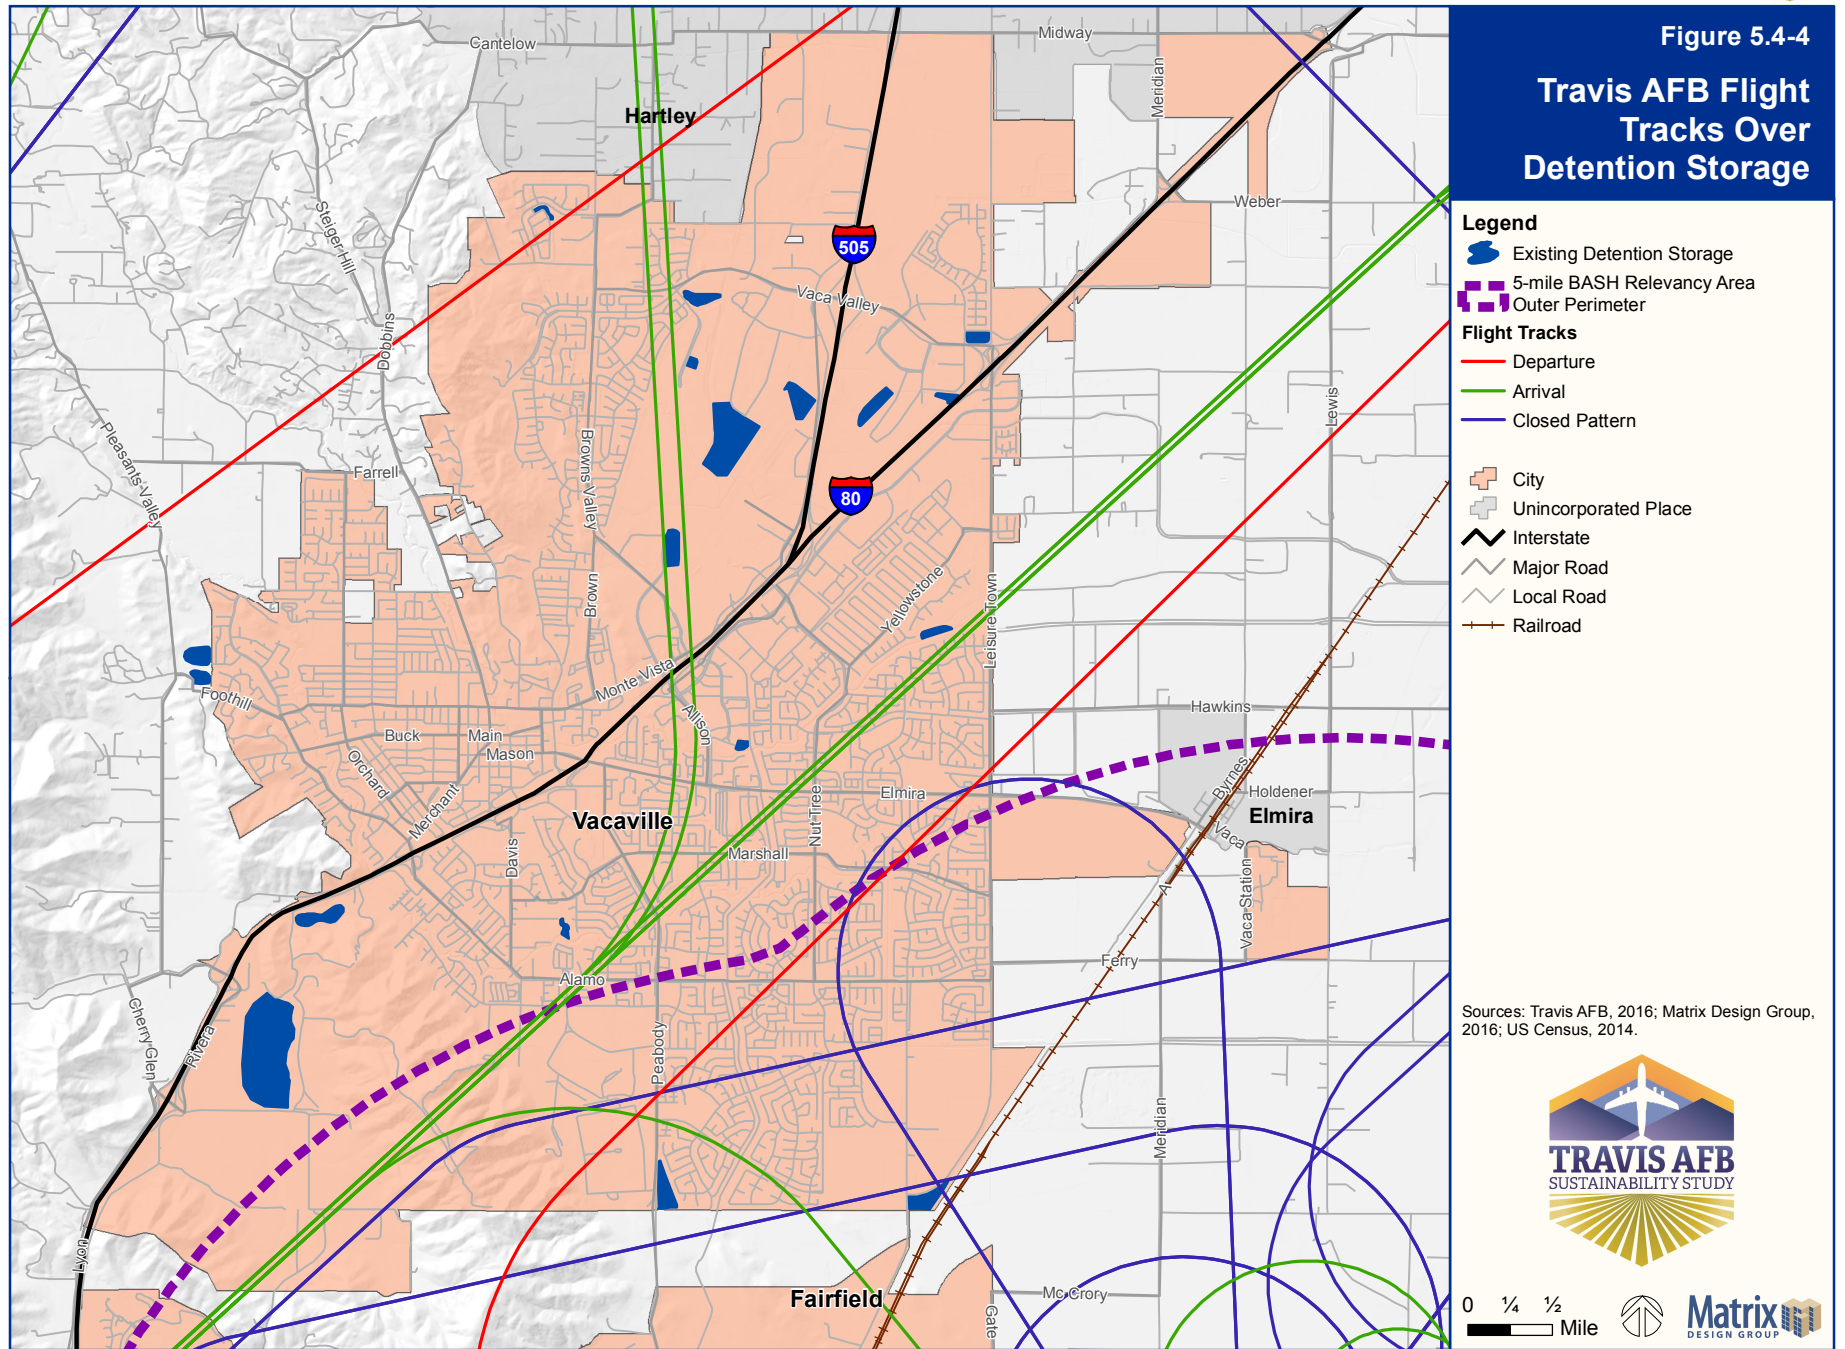 Figure 5.4-4
Travis AFB Flight
Tracks Over
Detention Storage
Legend
Existing Detention Storage
5-mile BASH Relevancy Area
Outer Perimeter
Flight Tracks
Departure
Arrival
Closed Pattern
City
Unincorporated Place
Interstate
Major Road
Local Road
Railroad
Sources: Travis AFB, 2016; Matrix Design Group,
2016; US Census, 2014.
TRAVIS AFB
SUSTAINABILITY STUDY
0 ¼ ½
Mile
Matrix
DESIGN GROUP
Cantelow
Midway
Meridian
Hartley
Weber
Steiger Hill
505
Vaca Valley
Dobbins
Lewis
Pleasants Valley
Farrell
Browns Valley
80
Brown
Yellowstone
Leisure Town
Monte Vista
Foothill
Allison
Hawkins
Buck
Main
Mason
Orchard
Merchant
Elmira
Byrnes
Holdener
Elmira
Vacaville
Nut Tree
Davis
Marshall
Vaca
A
Vaca Station
Alamo
Ferry
Cherry Glen
Rivera
Peabody
Meridian
Lyon
Fairfield
Mc Crory
Gate